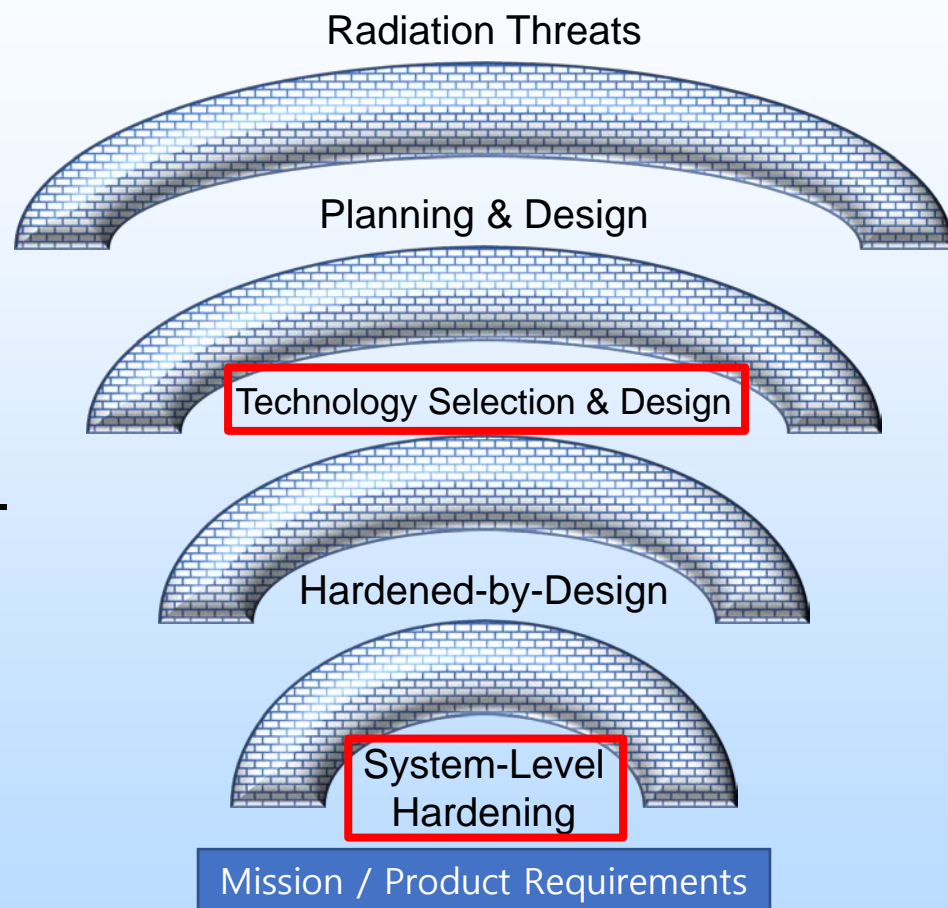 Radiation Threats
Planning & Design
Technology Selection & Design
Hardened-by-Design
System-Level
Hardening
Mission / Product Requirements